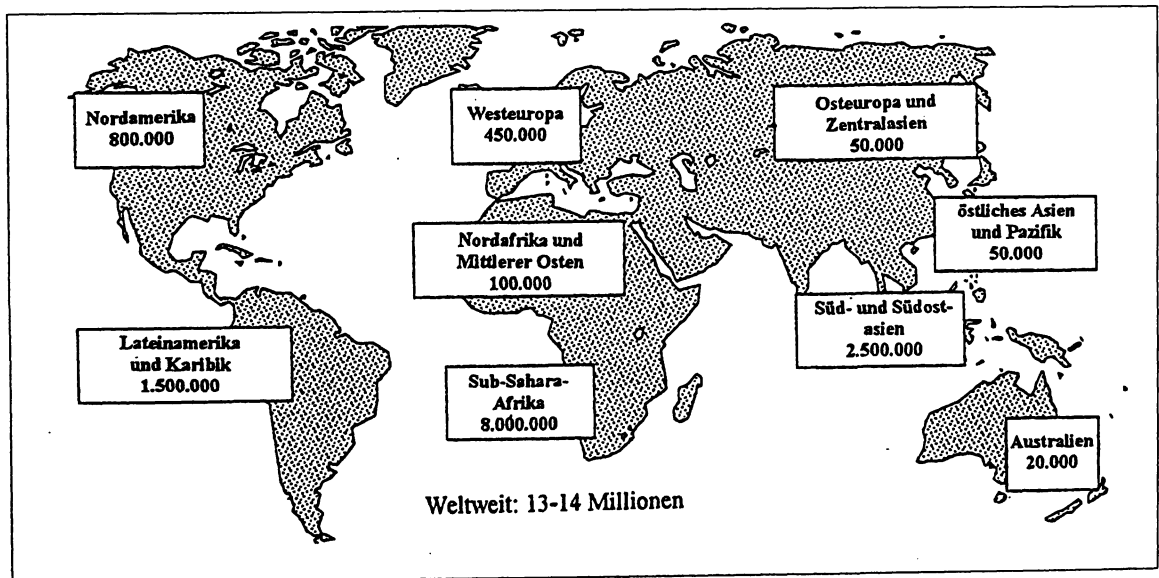 Nordamerika
800.000
Westeuropa
450.000
Osteuropa und
Zentralasien
50.000
östliches Asien
und Pazifik
50.000
Nordafrika und
Mittlerer Osten
100.000
Süd- und Südost-
asien
2.500.000
Lateinamerika
und Karibik
1.500.000
Sub-Sahara-
Afrika
8.000.000
Australien
20.000
Weltweit: 13-14 Millionen